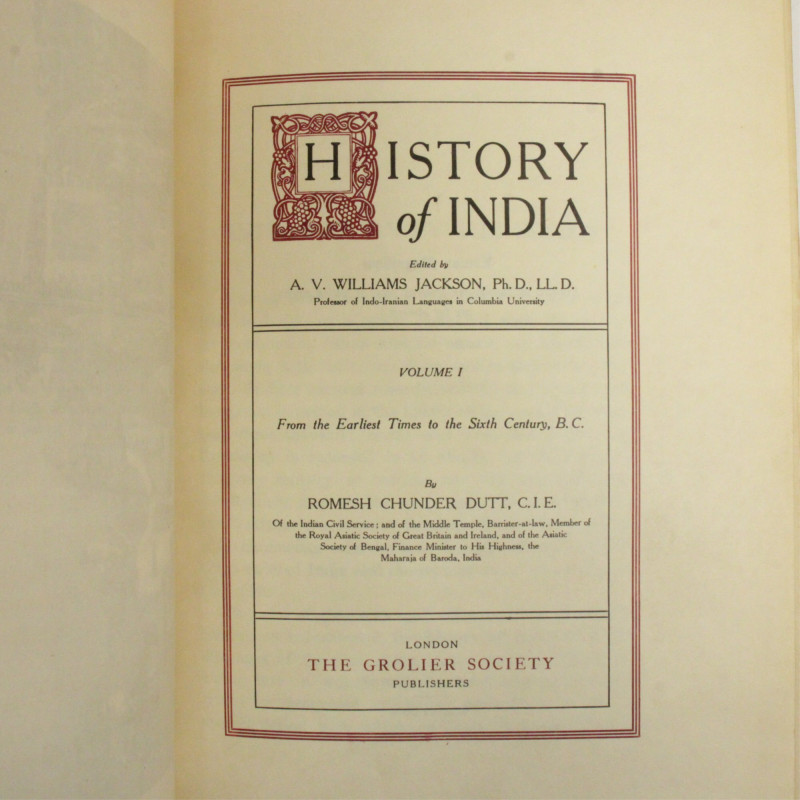 HISTORY
of INDIA
Edited by
A. V. WILLIAMS JACKSON, Ph. D., LL. D.
Professor of Indo-Iranian Languages in Columbia University
VOLUME I
From the Earliest Times to the Sixth Century, B. C.
By
ROMESH CHUNDER DUTT, C. I. E.
Of the Indian Civil Service; and of the Middle Temple, Barrister-at-law, Member of
the Royal Asiatic Society of Great Britain and Ireland, and of the Asiatic
Society of Bengal, Finance Minister to His Highness, the
Maharaja of Baroda, India
LONDON
THE GROLIER SOCIETY
PUBLISHERS